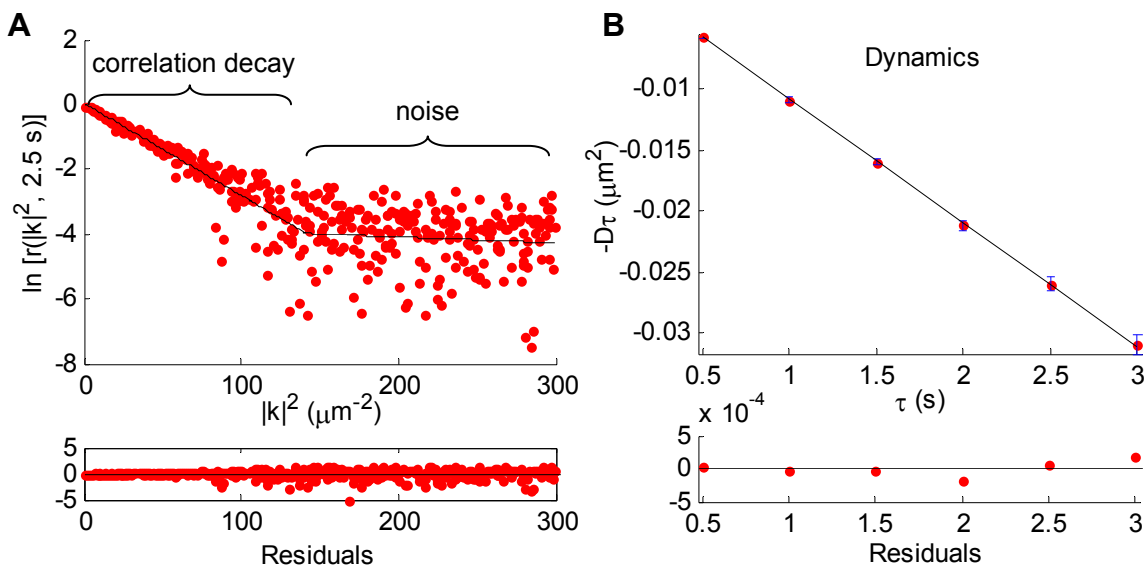 A
correlation decay
noise
ln [r(|k|², 2.5 s)]
2
0
-2
-4
-6
-8
0 100 200 300
|k|² (μm⁻²)
5
0
-5
0 100 200 300
Residuals
B
Dynamics
-Dτ (μm²)
-0.01
-0.015
-0.02
-0.025
-0.03
0.5 1 1.5 2 2.5 3
τ (s)
x 10⁻⁴
5
0
-5
0.5 1 1.5 2 2.5 3
Residuals